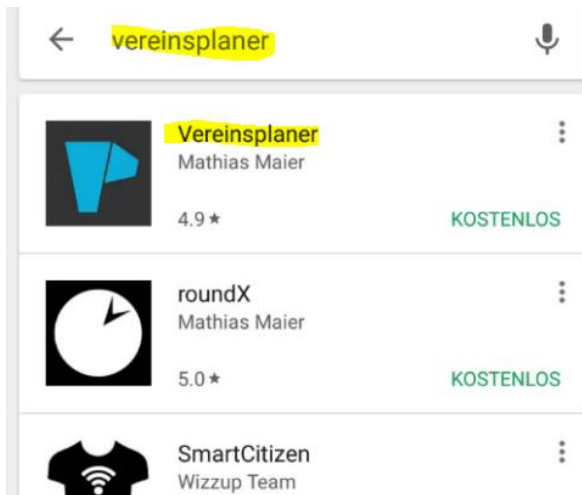 vereinsplaner
Vereinsplaner
Mathias Maier
4.9 ★ KOSTENLOS
roundX
Mathias Maier
5.0 ★ KOSTENLOS
SmartCitizen
Wizzup Team